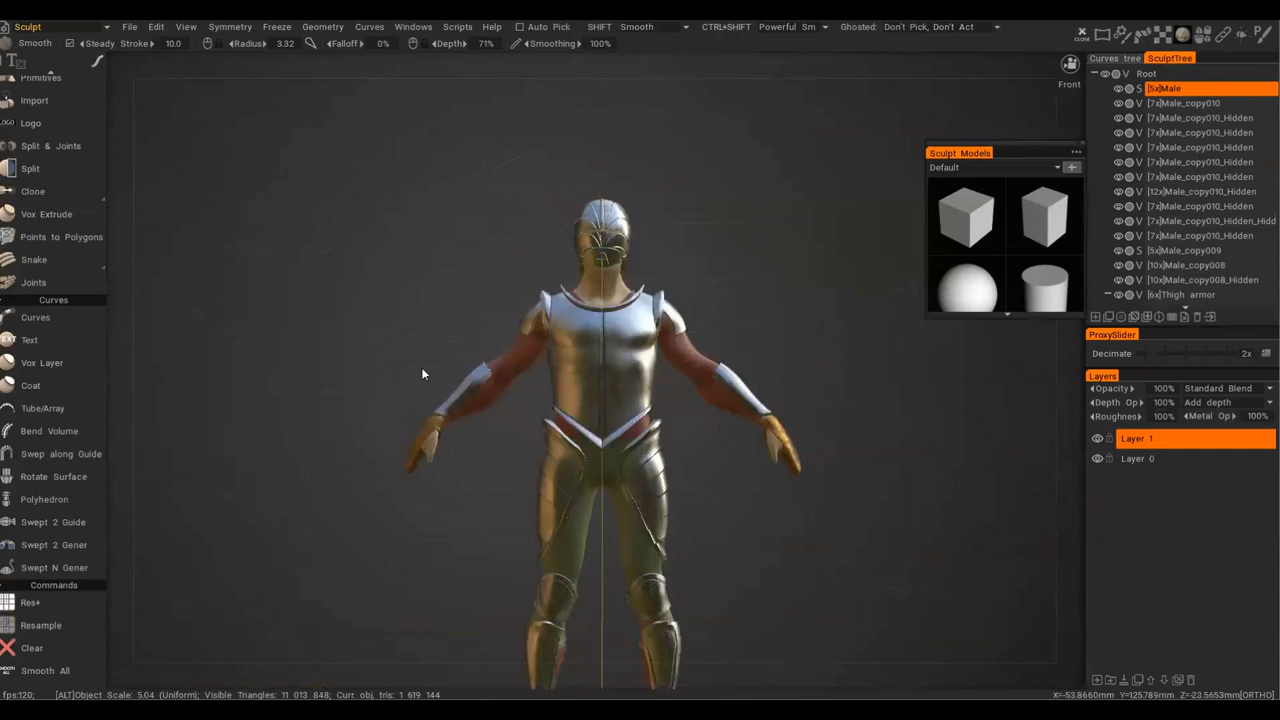 Sculpt File Edit View Symmetry Freeze Geometry Curves Windows Scripts Help Auto Pick SHIFT Smooth CTRL+SHIFT Powerful Sm Ghosted: Don't Pick, Don't Act
CLOSE
Smooth Steady Stroke 10.0 Radius 3.32 Falloff 0% Depth 71% Smoothing 100%
Primitives
Import
LOGO Logo
Split & Joints
Split
Clone
Vox Extrude
Points to Polygons
Snake
Joints
Curves
Curves
TEXT Text
Vox Layer
Coat
Tube/Array
Bend Volume
Swep along Guide
Rotate Surface
Polyhedron
Swept 2 Guide
Swept 2 Gener
Swept N Gener
Commands
Res+
Resample
Clear
SMOOTH ALL Smooth All
Front
Sculpt Models
Default
Curves tree SculptTree
V Root
S [5x]Male
V [7x]Male_copy010
V [7x]Male_copy010_Hidden
V [7x]Male_copy010_Hidden
V [7x]Male_copy010_Hidden
V [7x]Male_copy010_Hidden
V [7x]Male_copy010_Hidden
V [12x]Male_copy010_Hidden
V [7x]Male_copy010_Hidden
V [7x]Male_copy010_Hidden_Hidd
V [7x]Male_copy010_Hidden
S [5x]Male_copy009
V [10x]Male_copy008
V [10x]Male_copy008_Hidden
V [6x]Thigh armor
ProxySlider
Decimate 2x
Layers
Opacity 100% Standard Blend
Depth Op 100% Add depth
Roughnes 100% Metal Op 100%
Layer 1
Layer 0
fps:120; [ALT]Object Scale: 5.04 (Uniform); Visible Triangles: 11 013 848; Curr. obj. tris: 1 619 144 X=-53.8660mm Y=125.789mm Z=-23.5653mm[ORTHO]